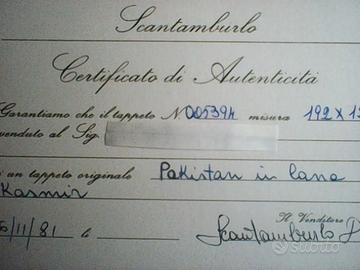 Scantamburlo
Certificato di Autenticità
Garantiamo che il tappeto N. 005394 misura 192 x 1
venduto al Sig.
un tappeto originale Pakistan in lana
Kasmir
/11/81 li Il Venditore
Scantamburlo
subito